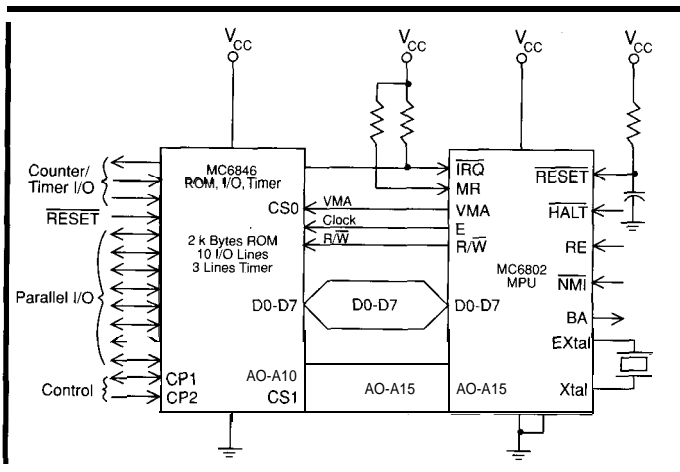 VCC VCC VCC VCC
Counter/
Timer I/O
RESET
Parallel I/O
Control
MC6846
ROM, I/O, Timer
CS0
2 k Bytes ROM
10 I/O Lines
3 Lines Timer
D0-D7
CP1
CP2
AO-A10
CS1
VMA
Clock
R/W
D0-D7
AO-A15
IRQ
MR
VMA
E
R/W
D0-D7
AO-A15
MC6802
MPU
RESET
HALT
RE
NMI
BA
EXtal
Xtal